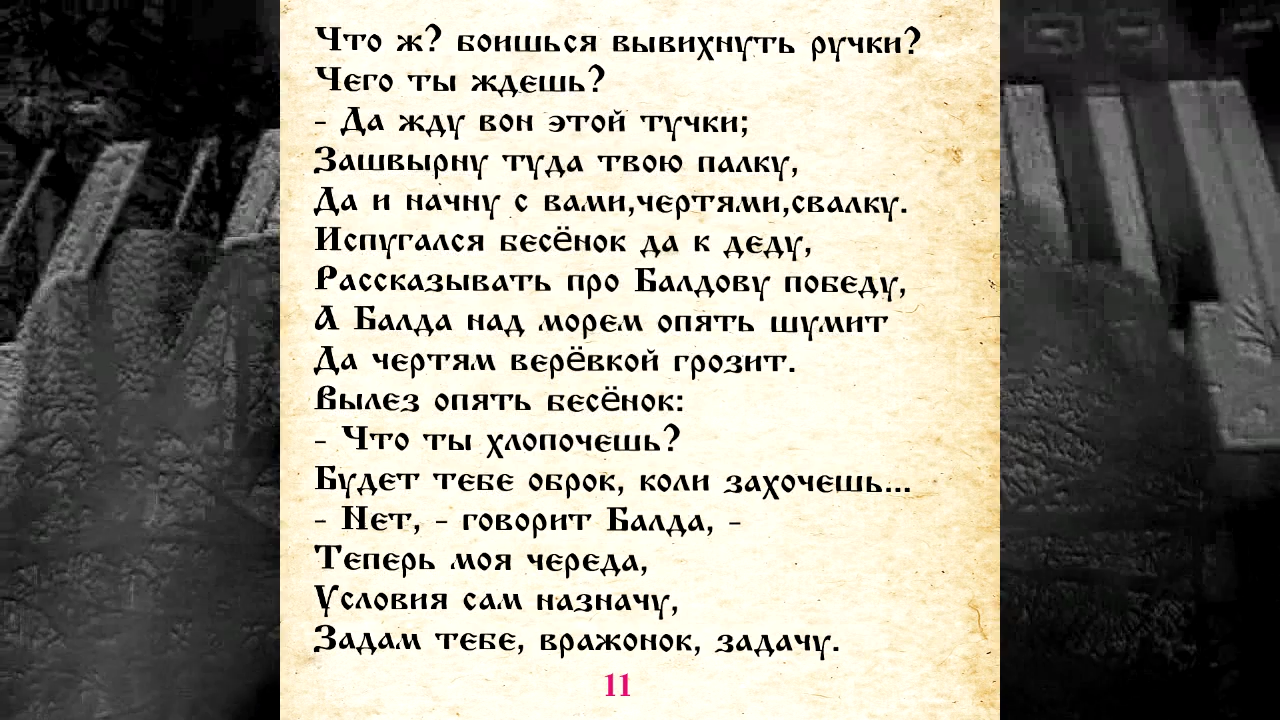 Что ж? боишься вывихнуть ручки?
Чего ты ждешь?
- Да жду вон этой тучки;
Зашвырну туда твою палку,
Да и начну с вами,чертями,свалку.
Испугался бесёнок да к деду,
Рассказывать про Балдову победу,
А Балда над морем опять шумит
Да чертям верёвкой грозит.
Вылез опять бесёнок:
- Что ты хлопочешь?
Будет тебе оброк, коли захочешь...
- Нет, - говорит Балда, -
Теперь моя череда,
Условия сам назначу,
Задам тебе, вражонок, задачу.
11